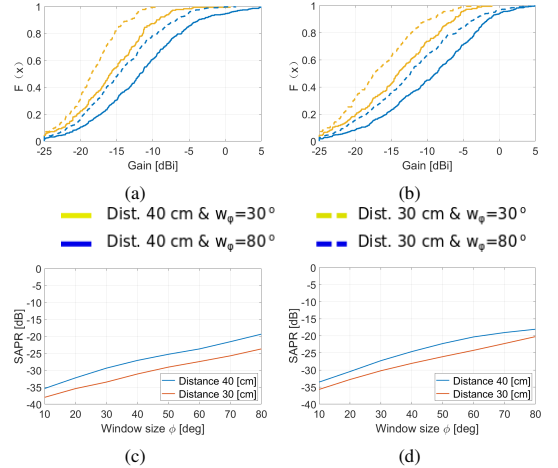 1
0.8
0.6
0.4
0.2
0
F (x)
-25 -20 -15 -10 -5 0 5
Gain [dBi]
(a)
1
0.8
0.6
0.4
0.2
0
F (x)
-25 -20 -15 -10 -5 0 5
Gain [dBi]
(b)
Dist. 40 cm & wφ=30°
Dist. 30 cm & wφ=30°
Dist. 40 cm & wφ=80°
Dist. 30 cm & wφ=80°
0
-5
-10
-15
-20
-25
-30
-35
-40
SAPR [dB]
Distance 40 [cm]
Distance 30 [cm]
10 20 30 40 50 60 70 80
Window size ϕ [deg]
(c)
0
-5
-10
-15
-20
-25
-30
-35
-40
SAPR [dB]
Distance 40 [cm]
Distance 30 [cm]
10 20 30 40 50 60 70 80
Window size ϕ [deg]
(d)